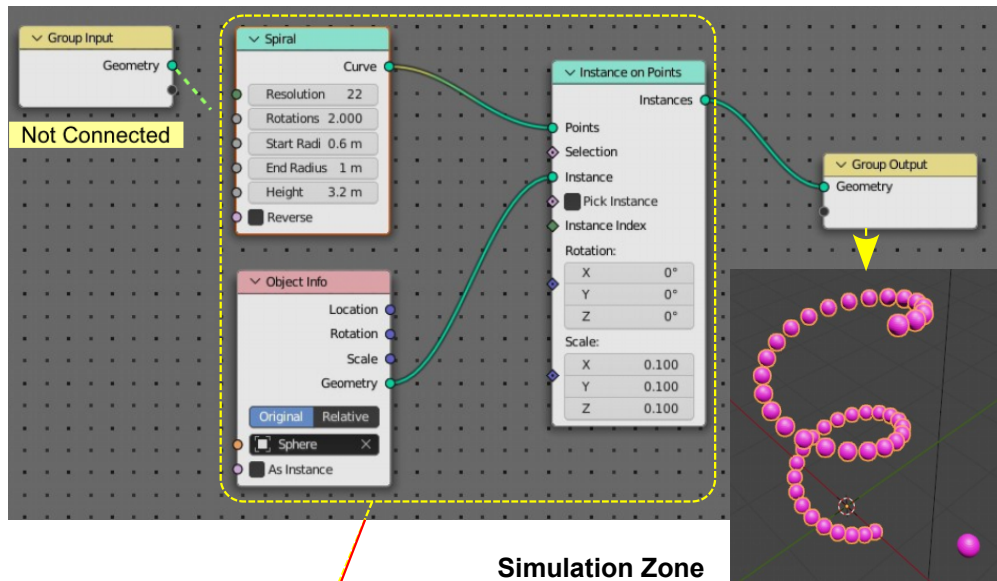 Group Input
Geometry
Not Connected
Spiral
Curve
Resolution 22
Rotations 2.000
Start Radi 0.6 m
End Radius 1 m
Height 3.2 m
Reverse
Object Info
Location
Rotation
Scale
Geometry
Original Relative
Sphere
As Instance
Instance on Points
Instances
Points
Selection
Instance
Pick Instance
Instance Index
Rotation:
X 0°
Y 0°
Z 0°
Scale:
X 0.100
Y 0.100
Z 0.100
Group Output
Geometry
Simulation Zone